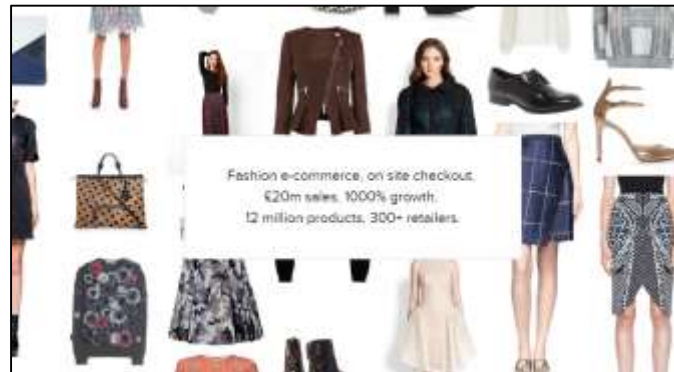 Fashion e-commerce, on site checkout.
£20m sales, 1000% growth,
12 million products, 300+ retailers.